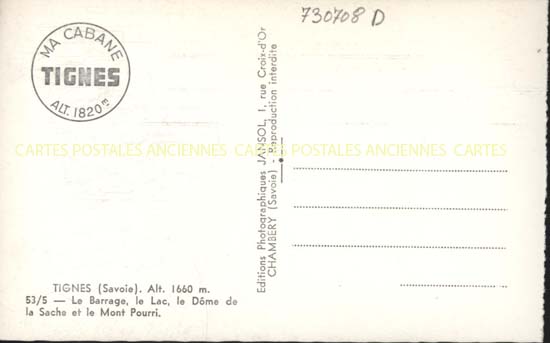 730708 D
MA CABANE
TIGNES
ALT. 1820 m
CARTES POSTALES ANCIENNES CARTES POSTALES ANCIENNES CARTES
Editions Photographiques JANSOL, 1, rue Croix-d'Or
CHAMBERY (Savoie) - Reproduction interdite
TIGNES (Savoie). Alt. 1660 m.
53/5 — Le Barrage, le Lac, le Dôme de
la Sache et le Mont Pourri.